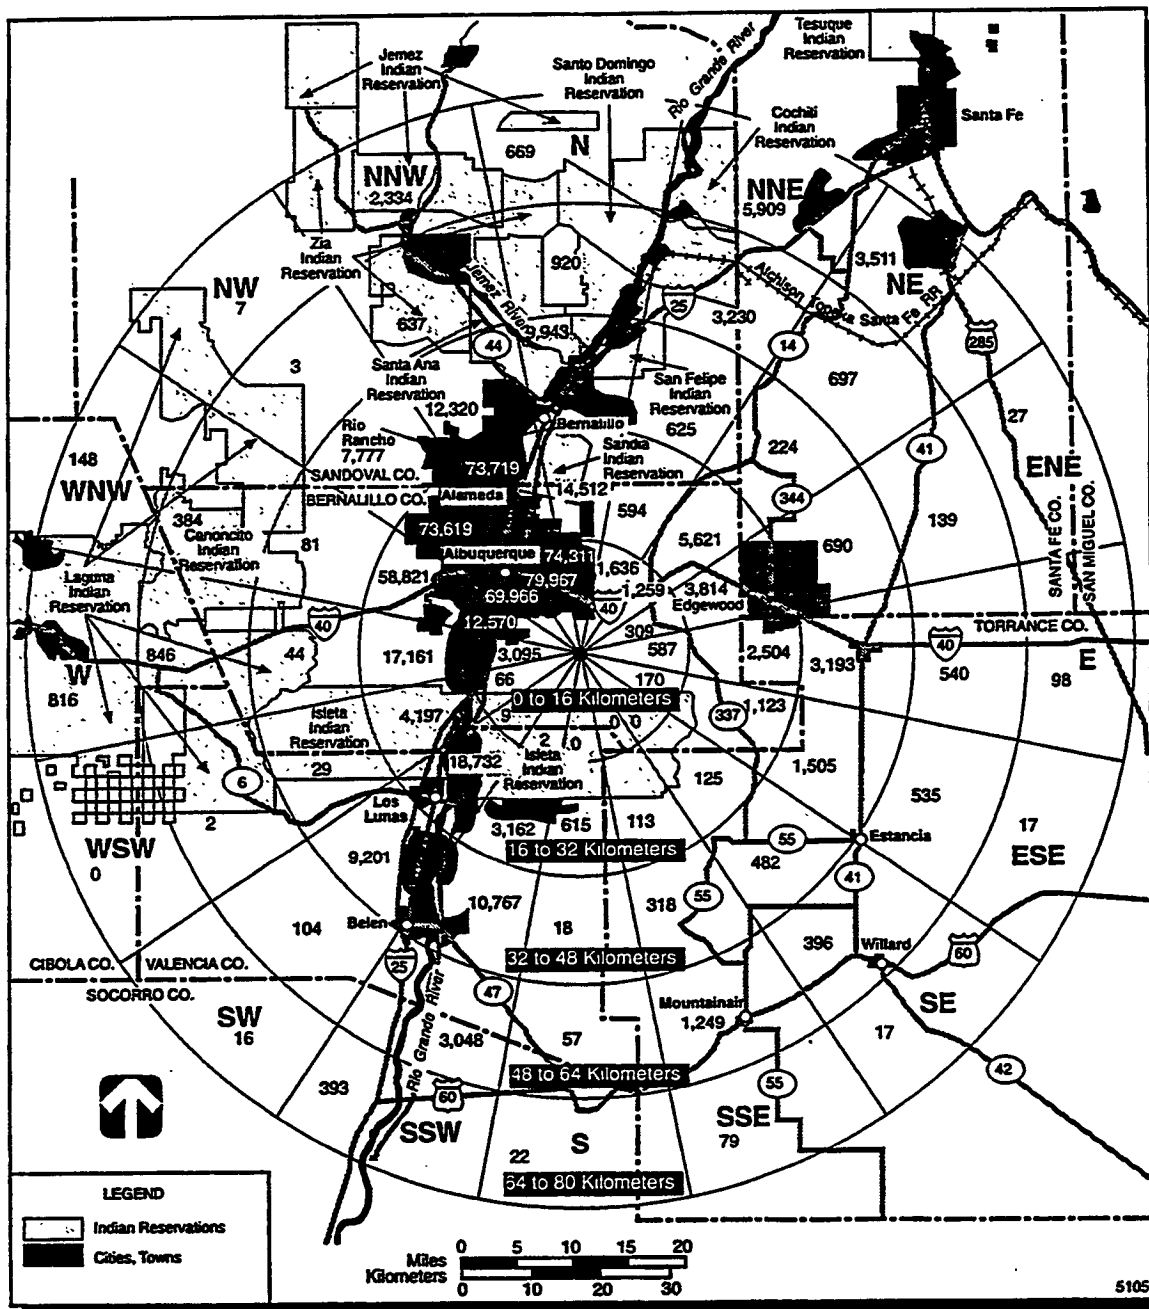 Tesuque
Indian
Reservation
Jemez
Indian
Reservation
Santo Domingo
Indian
Reservation
Rio Grande River
Cochiti
Indian
Reservation
Santa Fe
N
669
NNW
2,334
NNE
5,909
Zia
Indian
Reservation
920
3,511
NE
NW
7
Jemez River
637
9,943
25
3,230
Atchison Topeka Santa Fe RR
285
44
14
3
Santa Ana
Indian
Reservation
San Felipe
Indian
Reservation
697
27
12,320
Bernalillo
625
Rio
Rancho
7,777
Sandia
Indian
Reservation
224
41
148
WNW
73,719
SANDOVAL CO.
BERNALILLO CO.
ENE
Alameda
14,512
344
384
Canoncito
Indian
Reservation
73,619
594
139
SANTA FE CO.
SAN MIGUEL CO.
81
Albuquerque
74,311
5,621
690
Laguna
Indian
Reservation
58,821
79,967
1,636
69,966
1,259
3,814
Edgewood
40
40
12,570
309
TORRANCE CO.
W
846
44
17,161
3,095
587
2,504
3,193
40
540
98
E
816
66
170
0 to 16 Kilometers
Isleta
Indian
Reservation
4,197
9
0 0
337
1,123
2 0
18,732
Isleta
Indian
Reservation
29
125
1,505
6
535
Los
Lunas
2
3,162
615
113
17
WSW
0
16 to 32 Kilometers
55
Estancia
ESE
9,201
482
41
10,767
318
55
Belen
104
18
396
Willard
60
CIBOLA CO.
VALENCIA CO.
25
32 to 48 Kilometers
SOCORRO CO.
47
Mountainair
1,249
SE
SW
16
Rio Grande River
3,048
57
17
393
48 to 64 Kilometers
55
42
60
SSW
S
SSE
79
22
64 to 80 Kilometers
LEGEND
Indian Reservations
Cities, Towns
Miles 0 5 10 15 20
Kilometers 0 10 20 30
5105